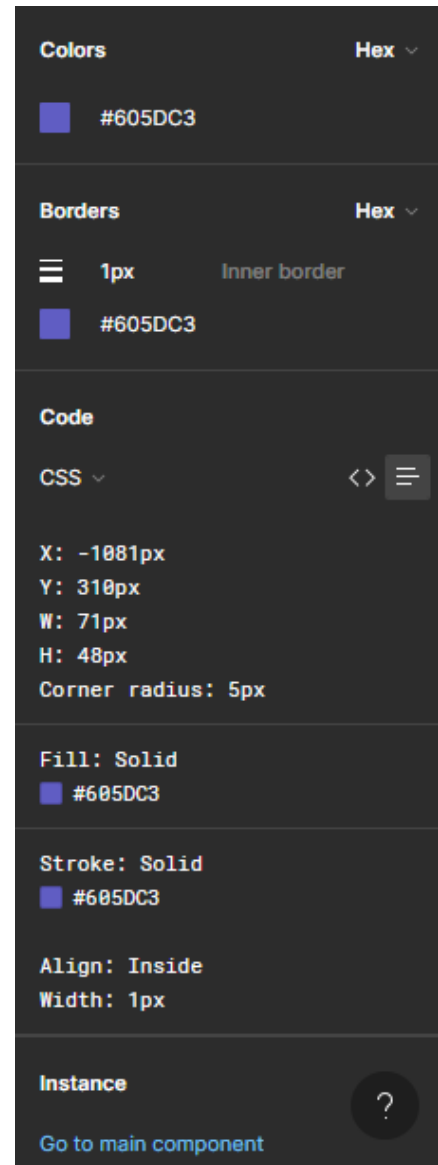 Colors Hex
#605DC3
Borders Hex
1px Inner border
#605DC3
Code
CSS <>
X: -1081px
Y: 310px
W: 71px
H: 48px
Corner radius: 5px
Fill: Solid
#605DC3
Stroke: Solid
#605DC3
Align: Inside
Width: 1px
Instance
?
Go to main component